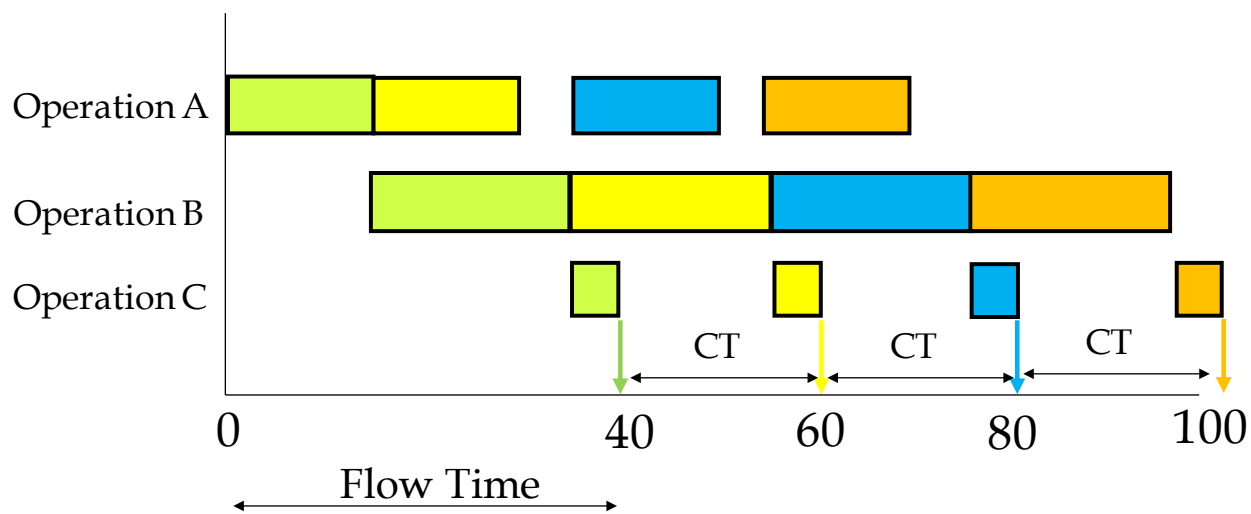 Operation A
Operation B
Operation C
CT CT CT
0 40 60 80 100
Flow Time